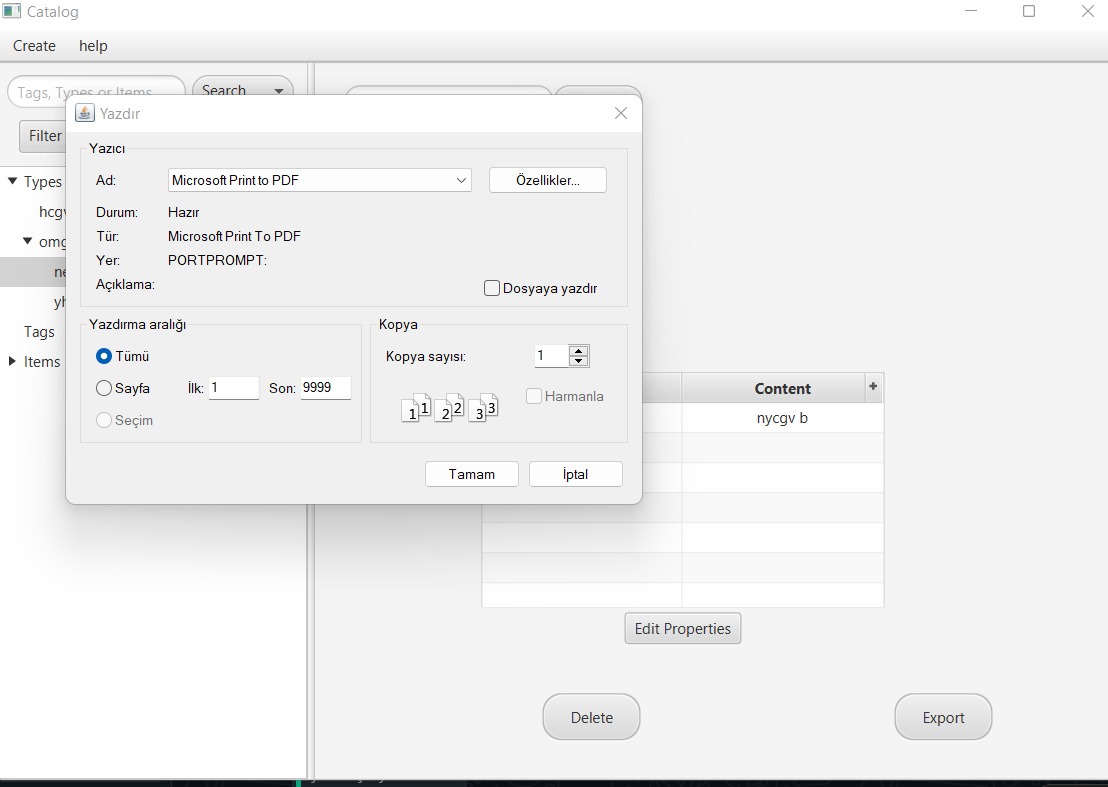 Catalog
Create help
Tags, Types or Items
Search
Filter
Types
omg
Tags
Items
Yazdır
Yazıcı
Ad: Microsoft Print to PDF Özellikler...
Durum: Hazır
Tür: Microsoft Print To PDF
Yer: PORTPROMPT:
Açıklama:
Dosyaya yazdır
Yazdırma aralığı
Tümü
Sayfa İlk: 1 Son: 9999
Seçim
Kopya
Kopya sayısı: 1
1 1 2 2 3 3
Harmanla
Tamam İptal
Content +
nycgv b
Edit Properties
Delete Export